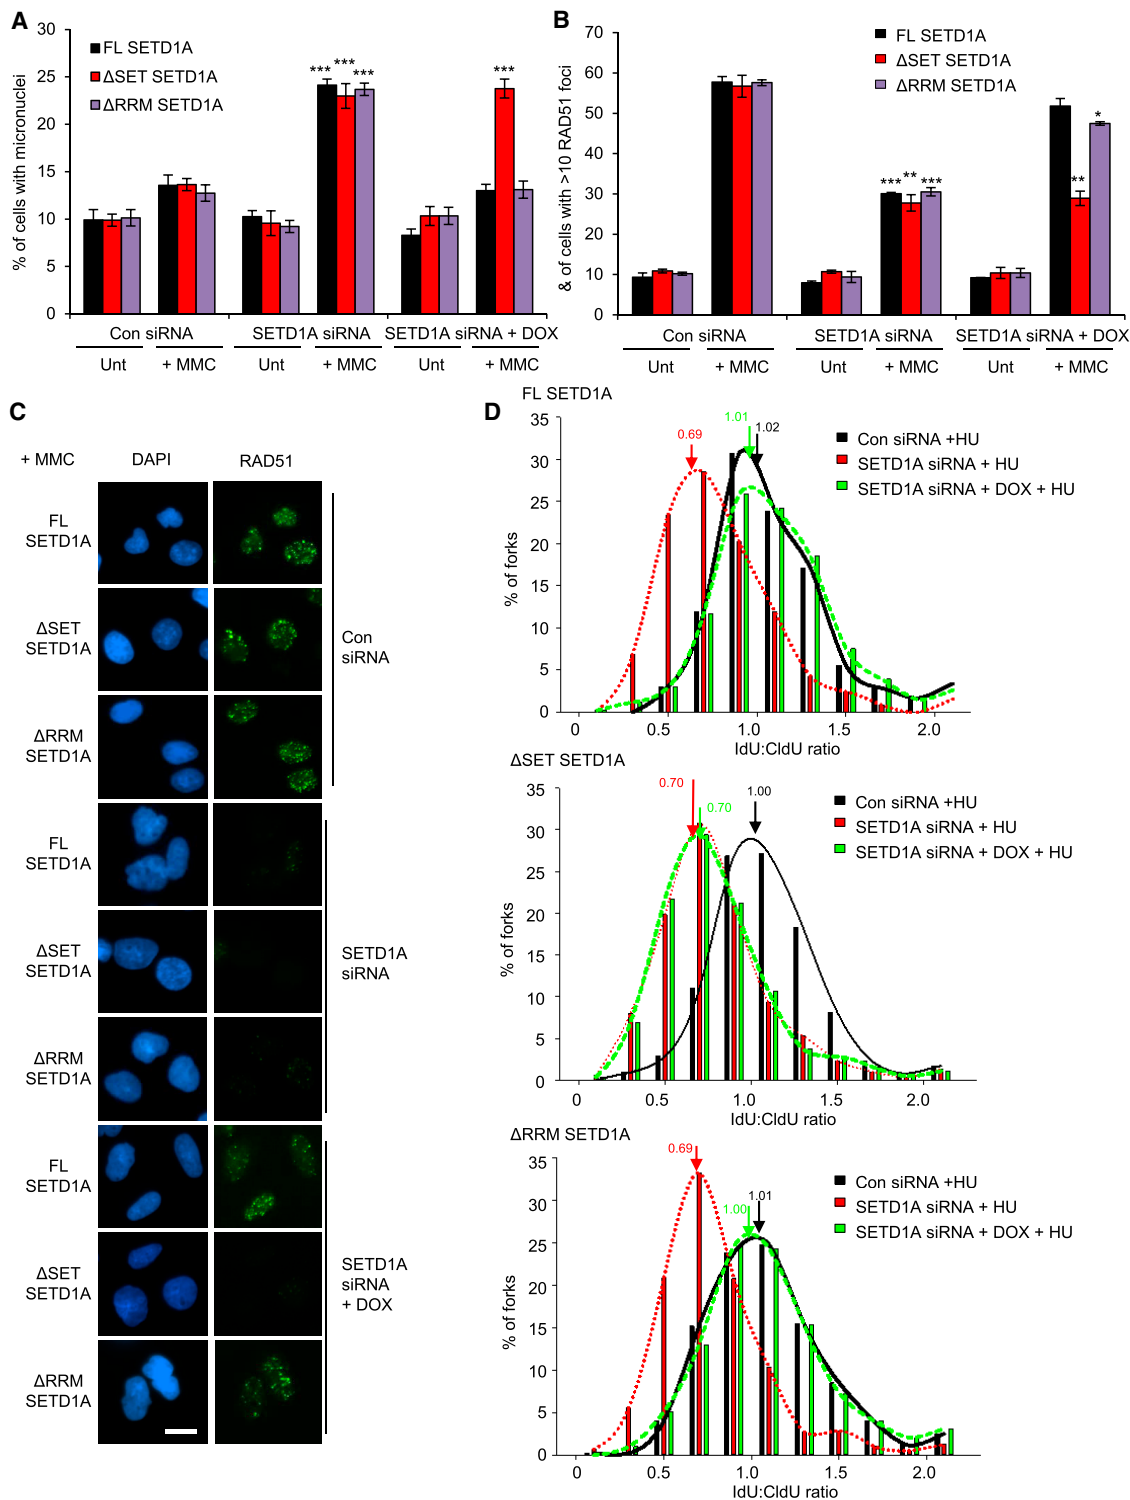 A
30
25
20
15
10
5
0
% of cells with micronuclei
FL SETD1A
ΔSET SETD1A
ΔRRM SETD1A
*** *** ***
***
Con siRNA SETD1A siRNA SETD1A siRNA + DOX
Unt + MMC + MMC Unt + MMC
B
70
60
50
40
30
20
10
0
& of cells with >10 RAD51 foci
FL SETD1A
ΔSET SETD1A
ΔRRM SETD1A
*** ** ***
**
*
Con siRNA SETD1A siRNA SETD1A siRNA + DOX
Unt + MMC Unt + MMC Unt + MMC
C
+ MMC DAPI RAD51
FL
SETD1A
ΔSET
SETD1A
ΔRRM
SETD1A
Con
siRNA
FL
SETD1A
ΔSET
SETD1A
ΔRRM
SETD1A
SETD1A
siRNA
FL
SETD1A
ΔSET
SETD1A
ΔRRM
SETD1A
SETD1A
siRNA
+ DOX
D
FL SETD1A
35
30
25
20
15
10
5
0
% of forks
0.69
1.01
1.02
Con siRNA +HU
SETD1A siRNA + HU
SETD1A siRNA + DOX + HU
0 0.5 1.0 1.5 2.0
IdU:CldU ratio
ΔSET SETD1A
35
30
25
20
15
10
5
0
% of forks
0.70
0.70
1.00
Con siRNA +HU
SETD1A siRNA + HU
SETD1A siRNA + DOX + HU
0 0.5 1.0 1.5 2.0
IdU:CldU ratio
ΔRRM SETD1A
35
30
25
20
15
10
5
0
% of forks
0.69
1.00
1.01
Con siRNA +HU
SETD1A siRNA + HU
SETD1A siRNA + DOX + HU
0 0.5 1.0 1.5 2.0
IdU:CldU ratio